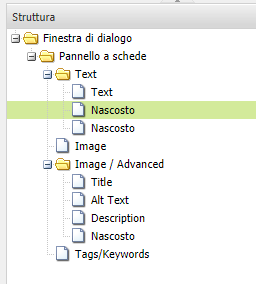 Struttura
Finestra di dialogo
Pannello a schede
Text
Text
Nascosto
Nascosto
Image
Image / Advanced
Title
Alt Text
Description
Nascosto
Tags/Keywords